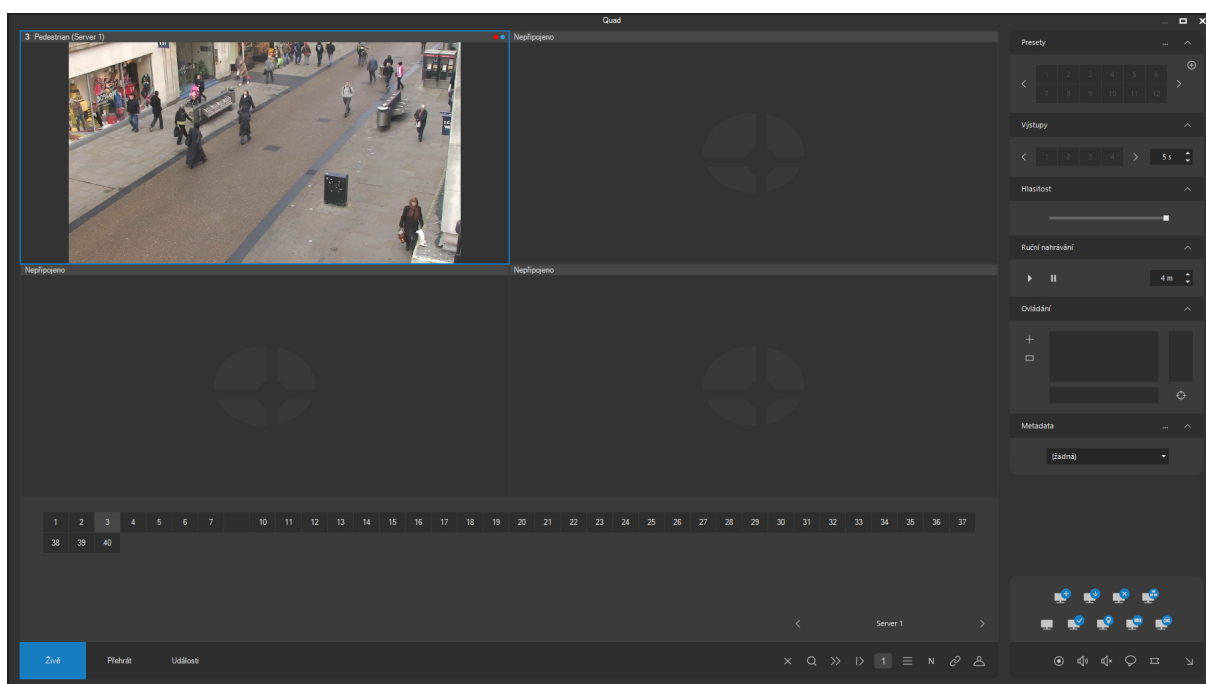 Quad
3 Pedestrian (Server 1)
Nepřipojeno
Nepřipojeno
Nepřipojeno
1 2 3 4 5 6 7 10 11 12 13 14 15 16 17 18 19 20 21 22 23 24 25 26 27 28 29 30 31 32 33 34 35 36 37
38 39 40
Server 1
Živě Přehrát Události
1 N
Presety
1 2 3 4 5 6
7 8 9 10 11 12
Výstupy
1 2 3 4 5 s
Hlasitost
Ruční nahrávání
4 m
Ovládání
Metadata
(žádná)